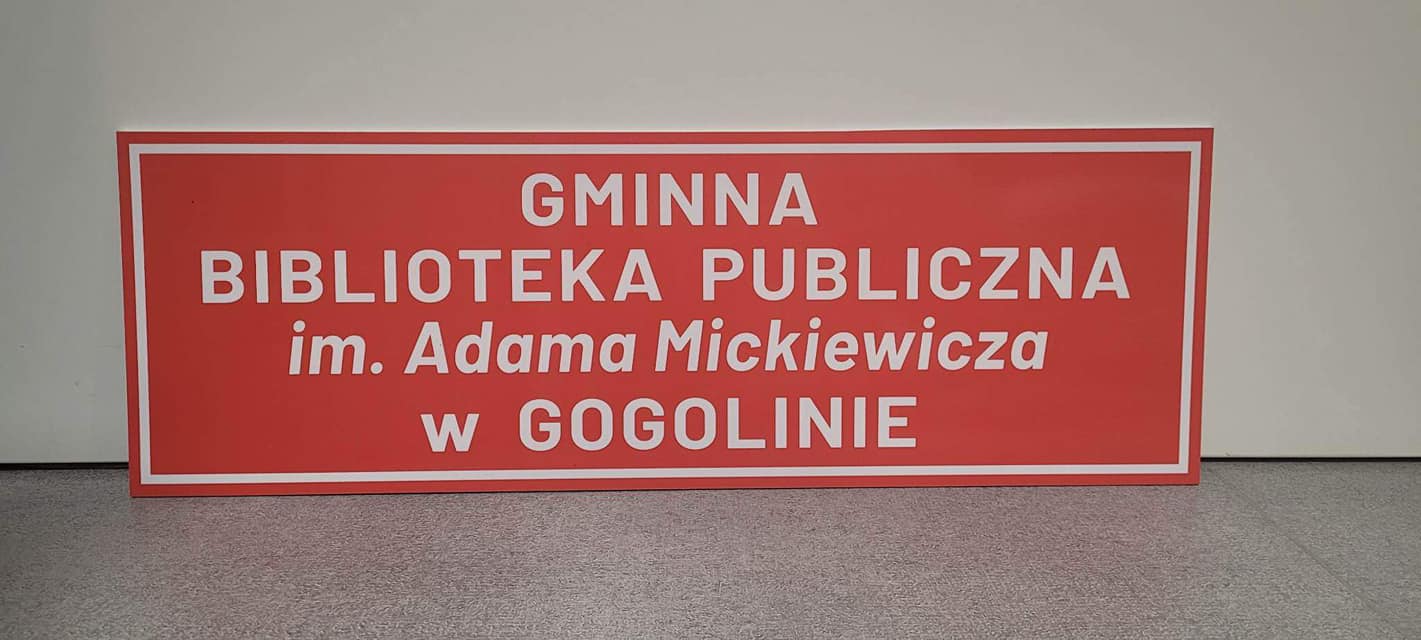 GMINNA
BIBLIOTEKA PUBLICZNA
im. Adama Mickiewicza
w GOGOLINIE